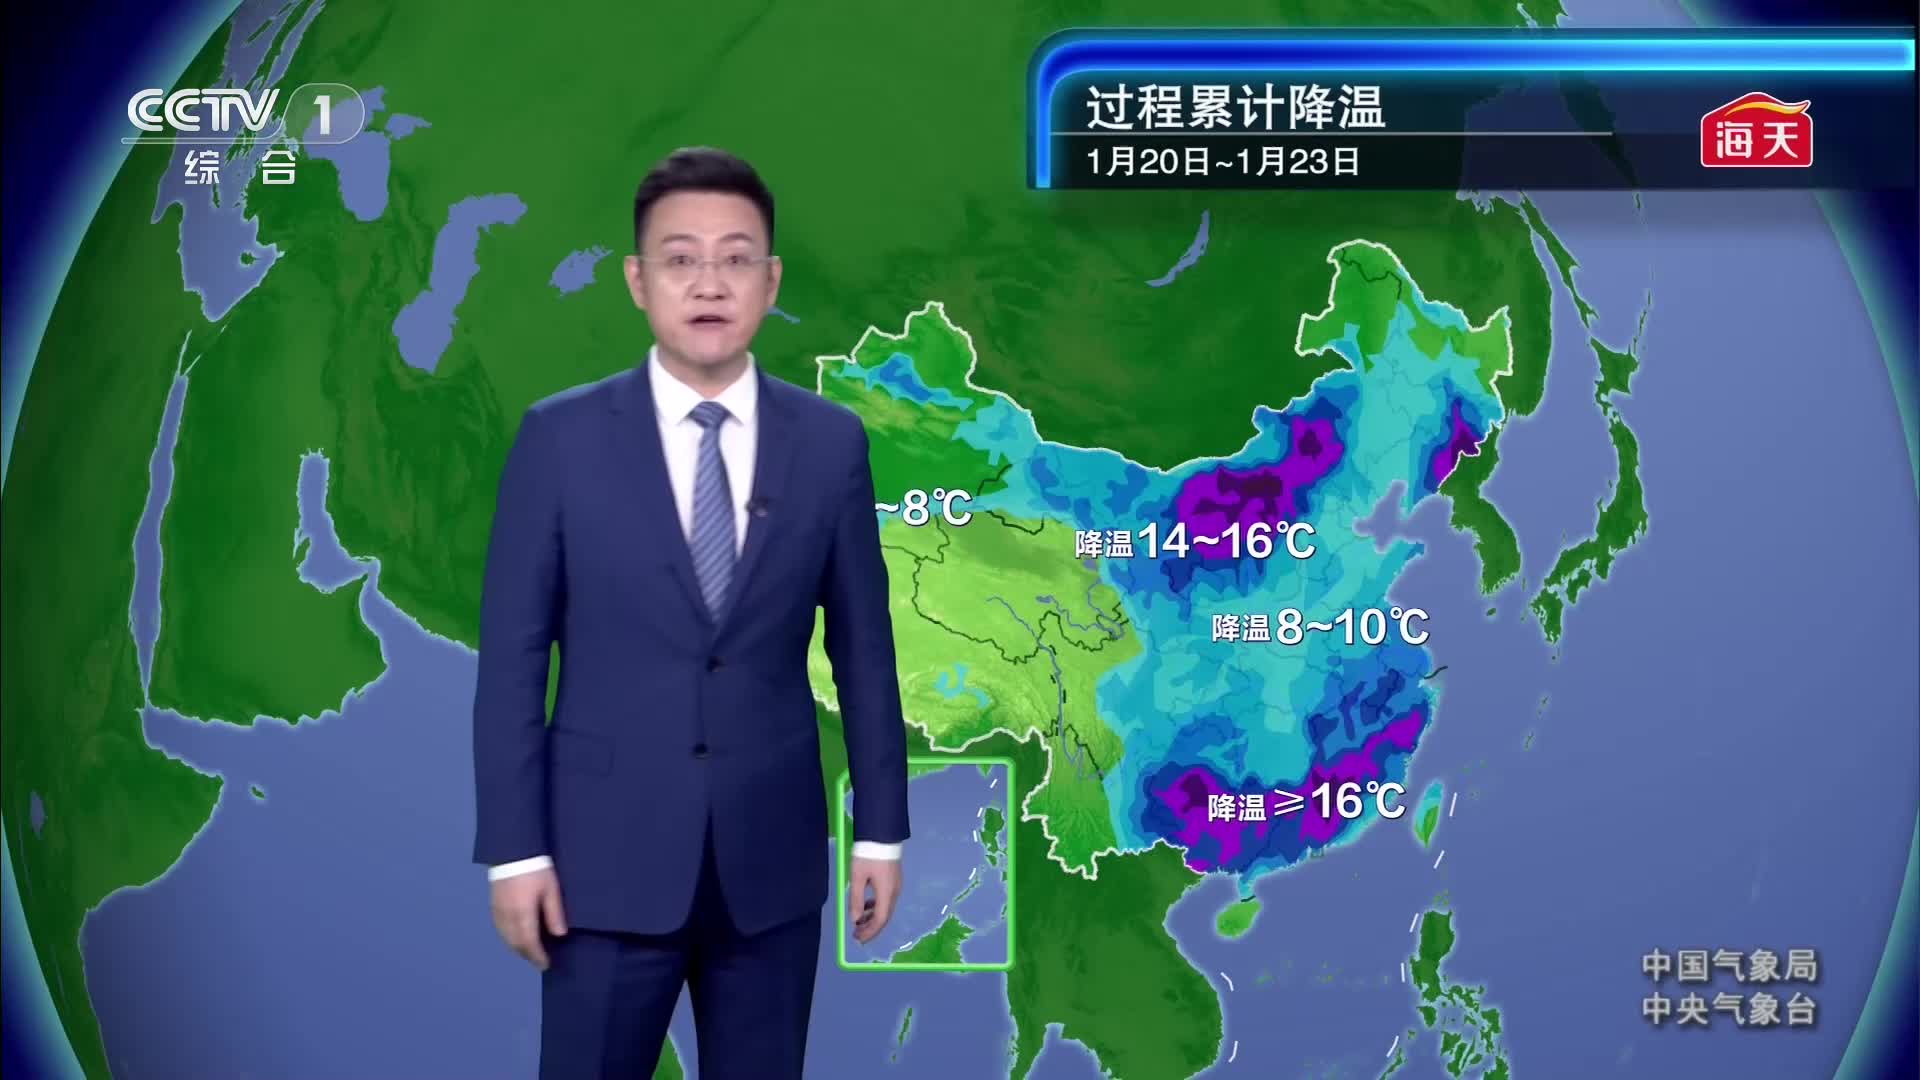 CCTV 1
综合
过程累计降温
1月20日~1月23日
海天
~8℃
降温14~16℃
降温8~10℃
降温≥16℃
中国气象局
中央气象台